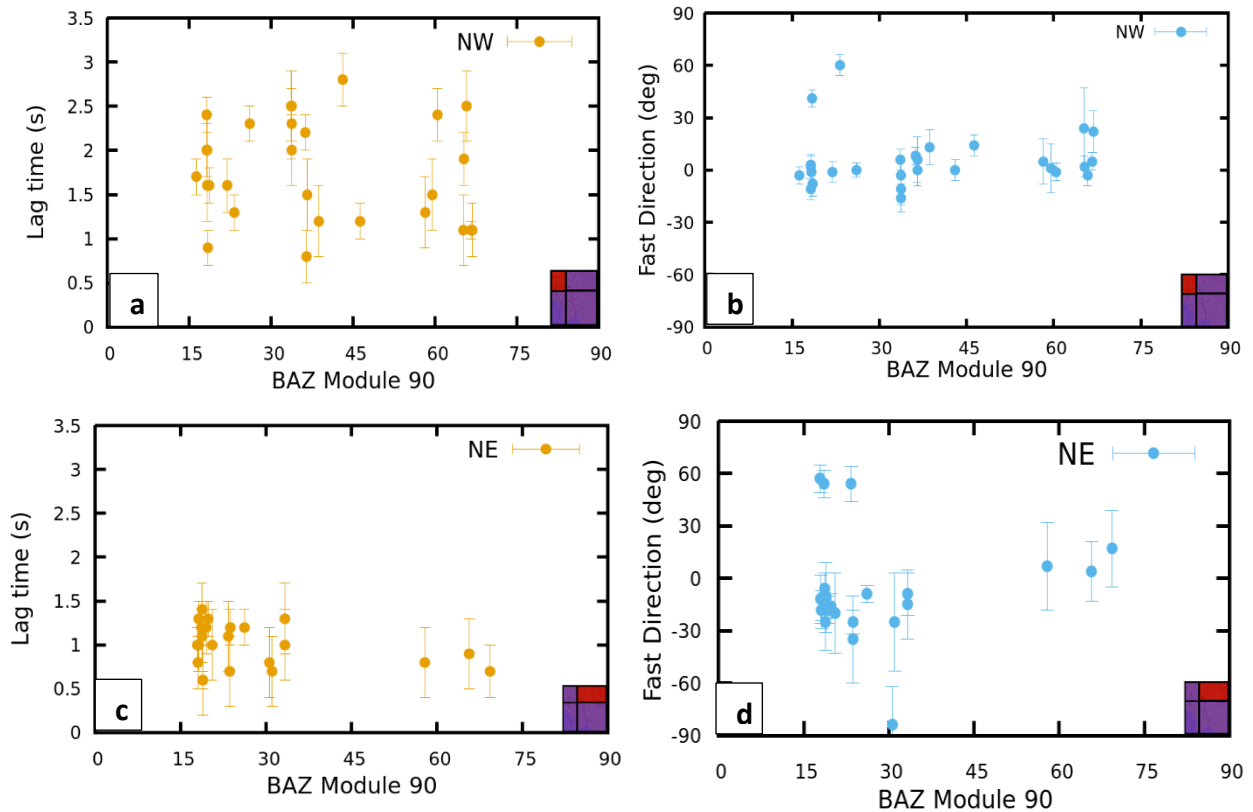 NW
3.5
3
2.5
2
1.5
1
0.5
0
Lag time (s)
a
0 15 30 45 60 75 90
BAZ Module 90
NW
90
60
30
0
-30
-60
-90
Fast Direction (deg)
b
0 15 30 45 60 75 90
BAZ Module 90
NE
3.5
3
2.5
2
1.5
1
0.5
0
Lag time (s)
c
0 15 30 45 60 75 90
BAZ Module 90
NE
90
60
30
0
-30
-60
-90
Fast Direction (deg)
d
0 15 30 45 60 75 90
BAZ Module 90